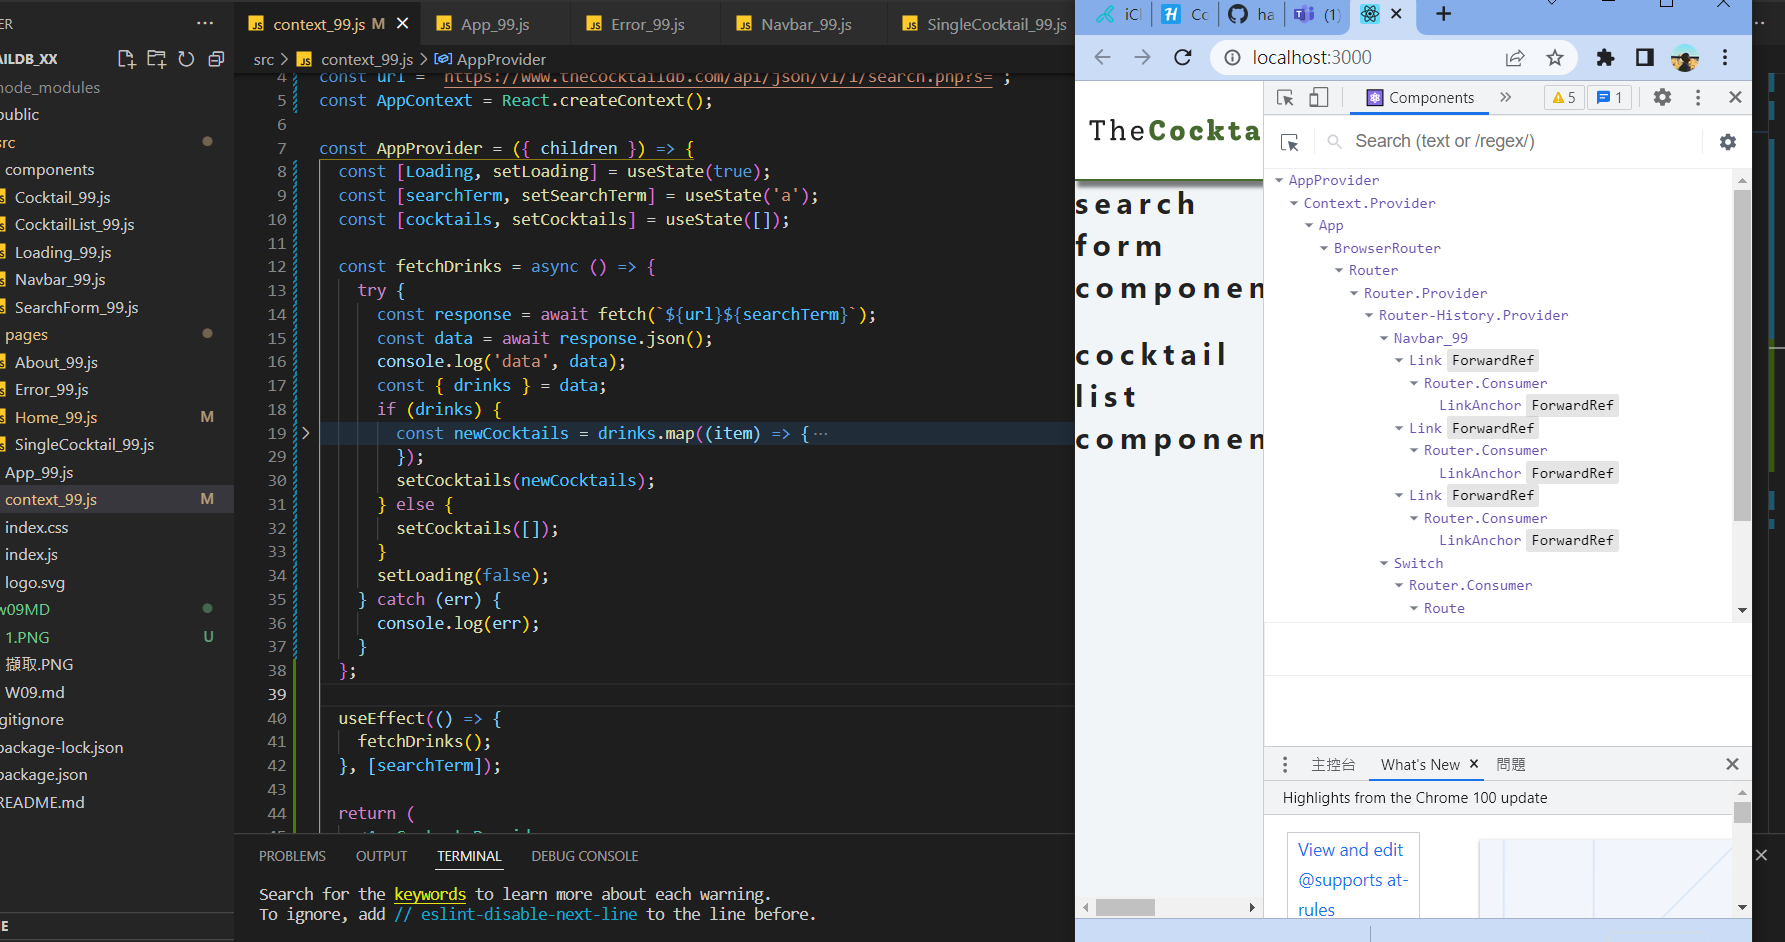 ER
context_99.js M
App_99.js
Error_99.js
Navbar_99.js
SingleCocktail_99.js
AILDB_XX
src > context_99.js > AppProvider
node_modules
public
src
components
Cocktail_99.js
CocktailList_99.js
Loading_99.js
Navbar_99.js
SearchForm_99.js
pages
About_99.js
Error_99.js
Home_99.js M
SingleCocktail_99.js
App_99.js
context_99.js M
index.css
index.js
logo.svg
w09MD
1.PNG U
擷取.PNG
W09.md
gitignore
package-lock.json
package.json
README.md
E
4 const url = `https://www.thecocktaildb.com/api/json/v1/1/search.php?s=`;
5 const AppContext = React.createContext();
6
7 const AppProvider = ({ children }) => {
8 const [Loading, setLoading] = useState(true);
9 const [searchTerm, setSearchTerm] = useState('a');
10 const [cocktails, setCocktails] = useState([]);
11
12 const fetchDrinks = async () => {
13 try {
14 const response = await fetch(`${url}${searchTerm}`);
15 const data = await response.json();
16 console.log('data', data);
17 const { drinks } = data;
18 if (drinks) {
19 const newCocktails = drinks.map((item) => { ···
29 });
30 setCocktails(newCocktails);
31 } else {
32 setCocktails([]);
33 }
34 setLoading(false);
35 } catch (err) {
36 console.log(err);
37 }
38 };
39
40 useEffect(() => {
41 fetchDrinks();
42 }, [searchTerm]);
43
44 return (
PROBLEMS OUTPUT TERMINAL DEBUG CONSOLE
Search for the keywords to learn more about each warning.
To ignore, add // eslint-disable-next-line to the line before.
iCl
Co
ha
(1)
localhost:3000
TheCockta
search
form
componen
cocktail
list
componen
Components » 5 1
Search (text or /regex/)
AppProvider
Context.Provider
App
BrowserRouter
Router
Router.Provider
Router-History.Provider
Navbar_99
Link ForwardRef
Router.Consumer
LinkAnchor ForwardRef
Link ForwardRef
Router.Consumer
LinkAnchor ForwardRef
Link ForwardRef
Router.Consumer
LinkAnchor ForwardRef
Switch
Router.Consumer
Route
主控台 What's New × 問題
Highlights from the Chrome 100 update
View and edit
@supports at-
rules